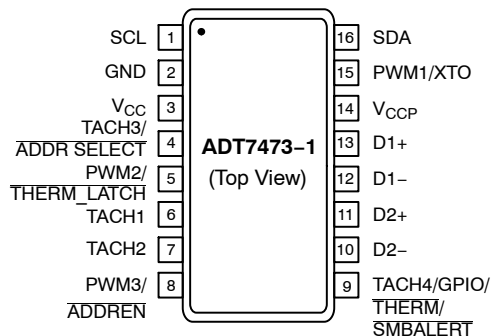 SCL 1
GND 2
VCC 3
TACH3/
ADDR SELECT 4
PWM2/
THERM_LATCH 5
TACH1 6
TACH2 7
PWM3/ 8
ADDREN
ADT7473−1
(Top View)
16 SDA
15 PWM1/XTO
14 VCCP
13 D1+
12 D1−
11 D2+
10 D2−
9 TACH4/GPIO/
THERM/
SMBALERT